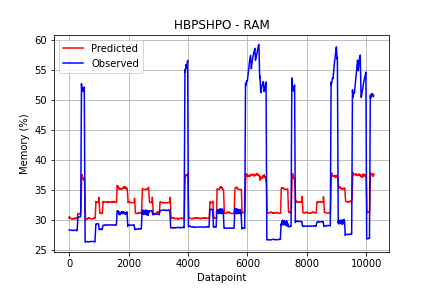 HBPSHPO - RAM
Predicted
Observed
Memory (%)
60
55
50
45
40
35
30
25
0
2000
4000
6000
8000
10000
Datapoint